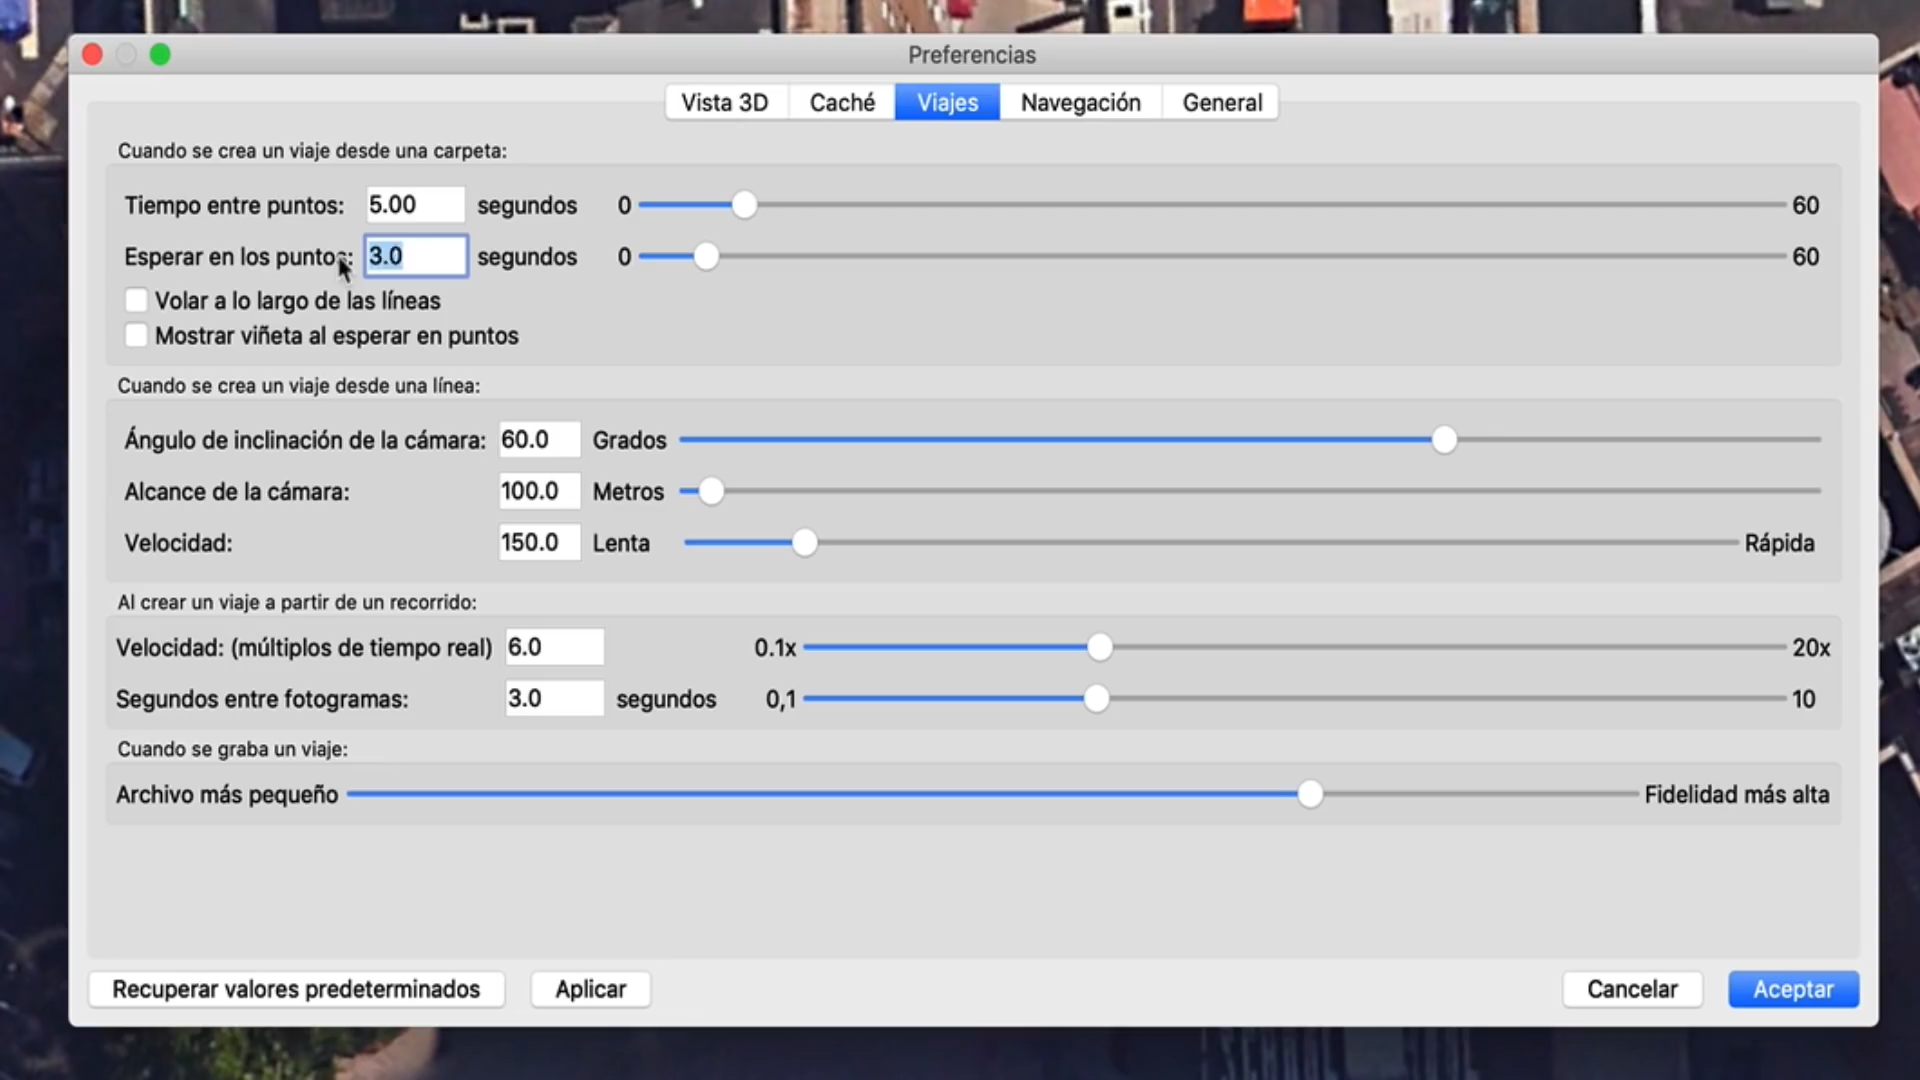 Preferencias
Vista 3D Caché Viajes Navegación General
Cuando se crea un viaje desde una carpeta:
Tiempo entre puntos: 5.00 segundos 0 60
Esperar en los puntos: 3.0 segundos 0 60
Volar a lo largo de las líneas
Mostrar viñeta al esperar en puntos
Cuando se crea un viaje desde una línea:
Ángulo de inclinación de la cámara: 60.0 Grados
Alcance de la cámara: 100.0 Metros
Velocidad: 150.0 Lenta Rápida
Al crear un viaje a partir de un recorrido:
Velocidad: (múltiplos de tiempo real) 6.0 0.1x 20x
Segundos entre fotogramas: 3.0 segundos 0,1 10
Cuando se graba un viaje:
Archivo más pequeño Fidelidad más alta
Recuperar valores predeterminados Aplicar Cancelar Aceptar